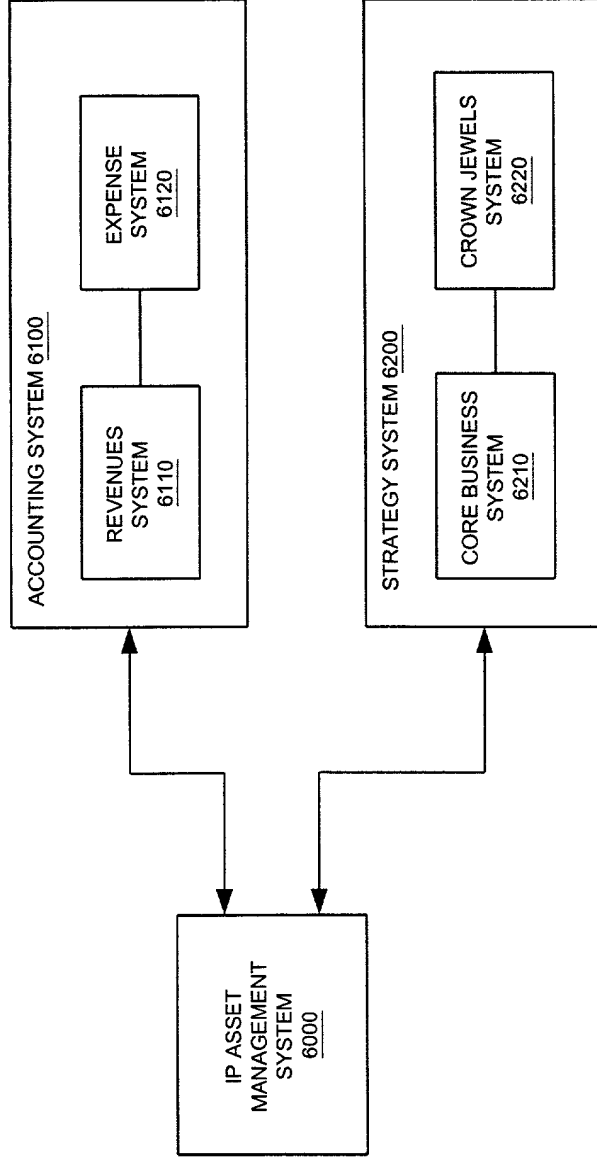 IP ASSET
MANAGEMENT
SYSTEM
6000
ACCOUNTING SYSTEM 6100
REVENUES
SYSTEM
6110
EXPENSE
SYSTEM
6120
STRATEGY SYSTEM 6200
CORE BUSINESS
SYSTEM
6210
CROWN JEWELS
SYSTEM
6220